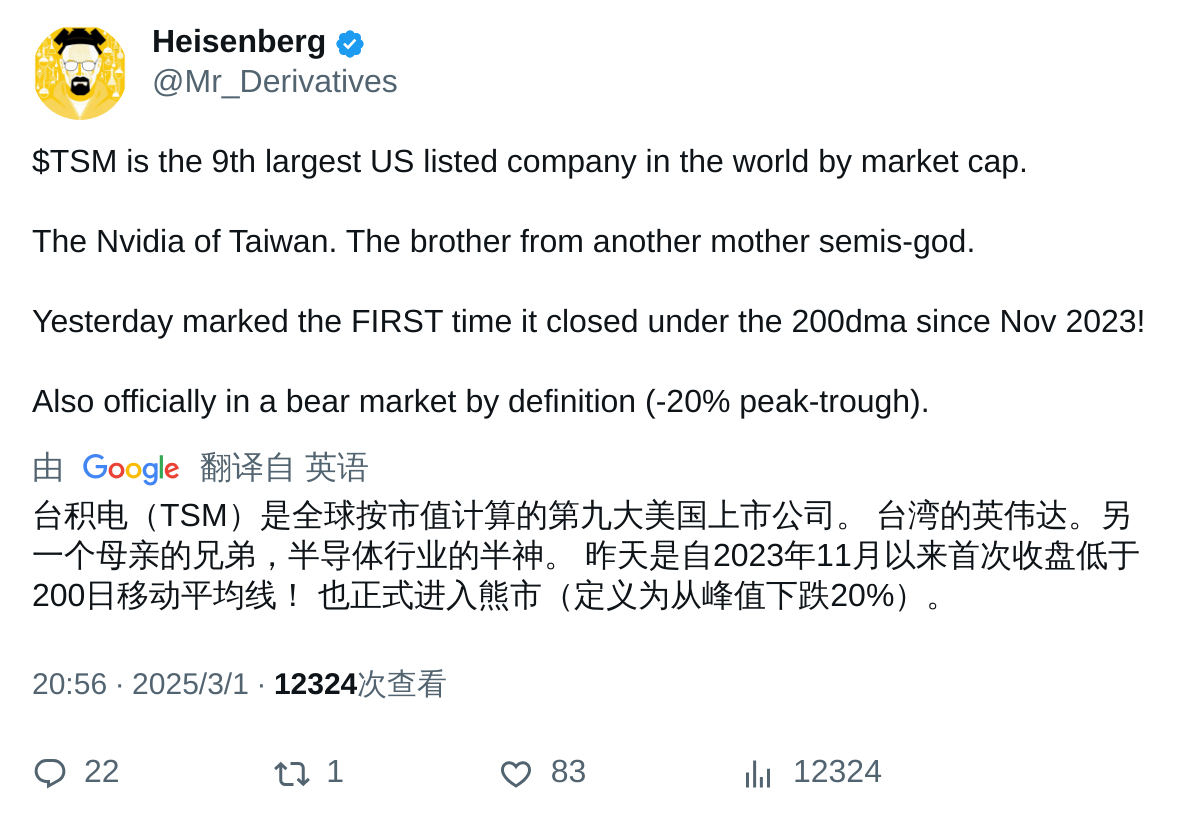 Heisenberg
@Mr_Derivatives
$TSM is the 9th largest US listed company in the world by market cap.
The Nvidia of Taiwan. The brother from another mother semis-god.
Yesterday marked the FIRST time it closed under the 200dma since Nov 2023!
Also officially in a bear market by definition (-20% peak-trough).
由 Google 翻译自 英语
台积电（TSM）是全球按市值计算的第九大美国上市公司。 台湾的英伟达。另
一个母亲的兄弟，半导体行业的半神。 昨天是自2023年11月以来首次收盘低于
200日移动平均线！ 也正式进入熊市（定义为从峰值下跌20%）。
20:56 · 2025/3/1 · 12324次查看
22 1 83 12324